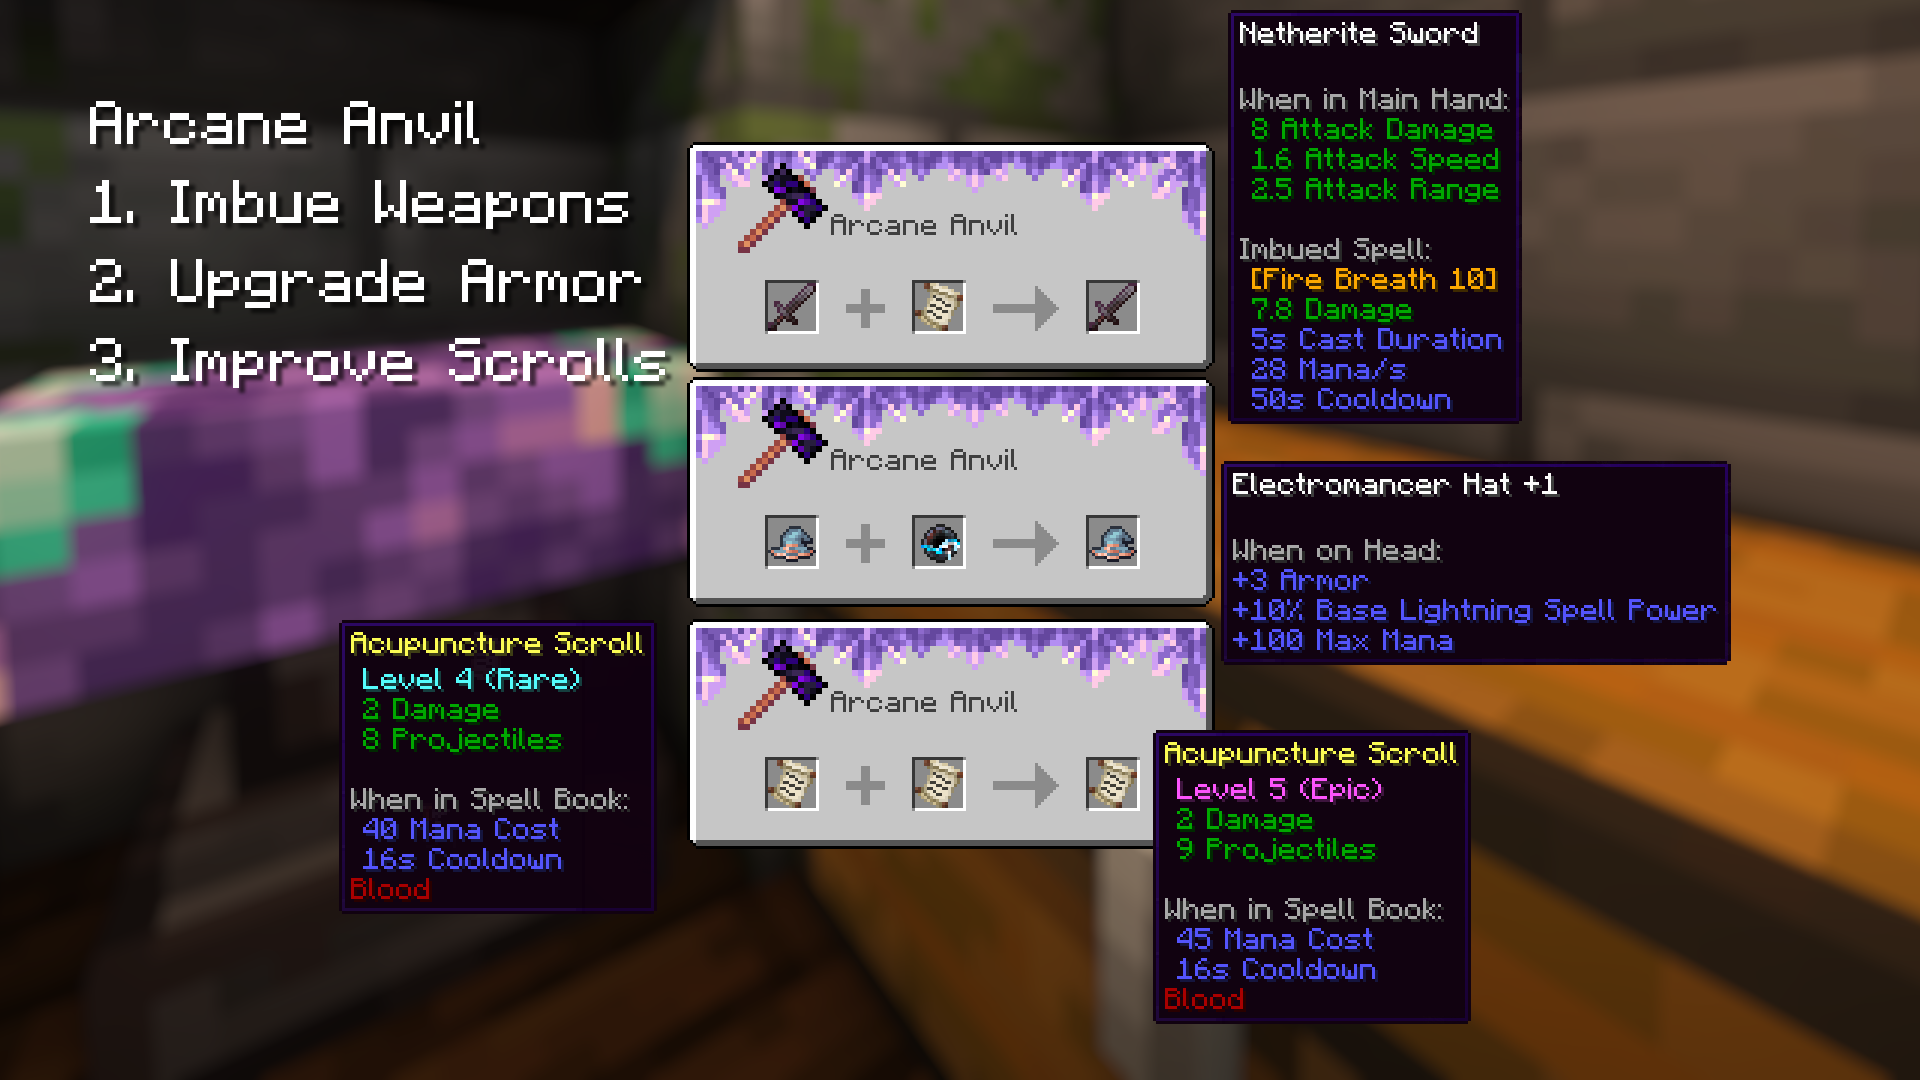 Arcane Anvil
1. Imbue Weapons
2. Upgrade Armor
3. Improve Scrolls
Arcane Anvil
Netherite Sword
When in Main Hand:
8 Attack Damage
1.6 Attack Speed
2.5 Attack Range
Imbued Spell:
[Fire Breath 10]
7.8 Damage
5s Cast Duration
28 Mana/s
50s Cooldown
Arcane Anvil
Electromancer Hat +1
When on Head:
+3 Armor
+10% Base Lightning Spell Power
+100 Max Mana
Acupuncture Scroll
Level 4 (Rare)
2 Damage
8 Projectiles
When in Spell Book:
40 Mana Cost
16s Cooldown
Blood
Arcane Anvil
Acupuncture Scroll
Level 5 (Epic)
2 Damage
9 Projectiles
When in Spell Book:
45 Mana Cost
16s Cooldown
Blood